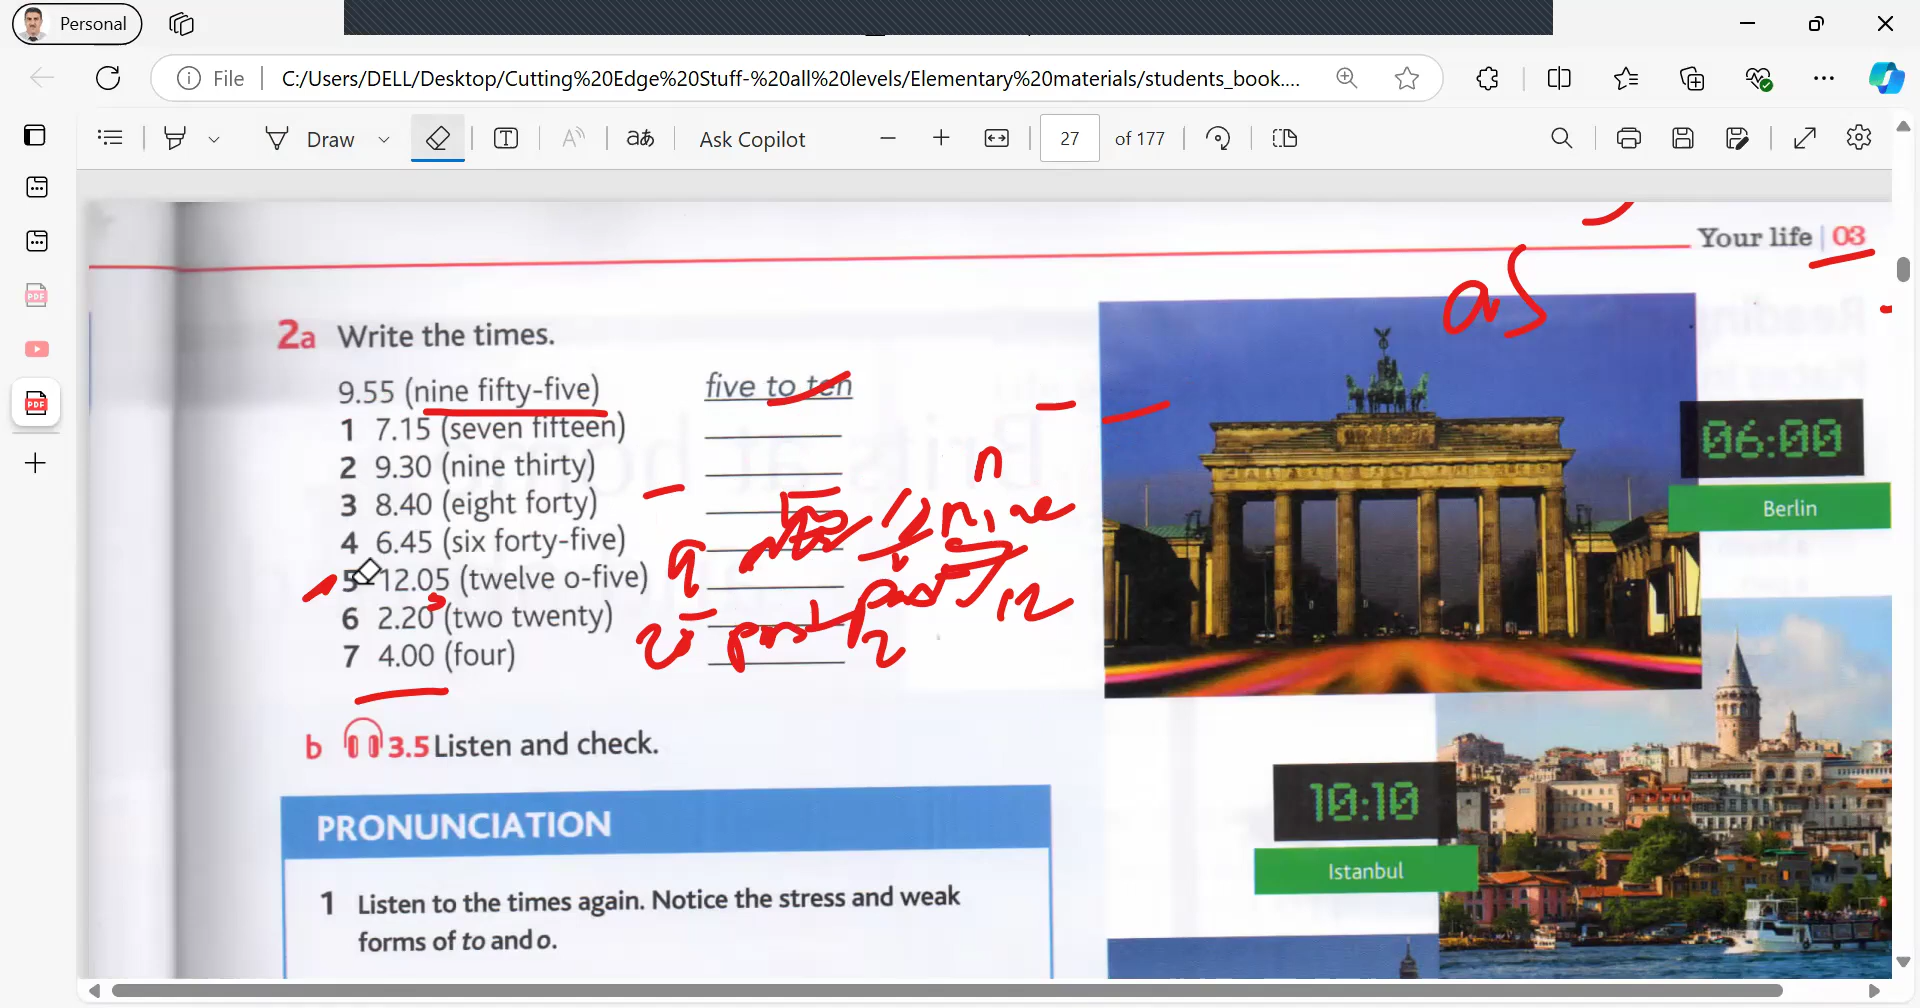 Personal
File
C:/Users/DELL/Desktop/Cutting%20Edge%20Stuff-%20all%20levels/Elementary%20materials/students_book....
Draw
Ask Copilot
27 of 177
Your life | 03
as
2a Write the times.
9.55 (nine fifty-five) five to ten
1 7.15 (seven fifteen)
2 9.30 (nine thirty)
n
3 8.40 (eight forty)
nine
4 6.45 (six forty-five)
5 12.05 (twelve o-five)
past 12
6 2.20 (two twenty)
20 past 2
7 4.00 (four)
b 3.5 Listen and check.
PRONUNCIATION
1 Listen to the times again. Notice the stress and weak
forms of to and o.
06:00
Berlin
10:10
Istanbul